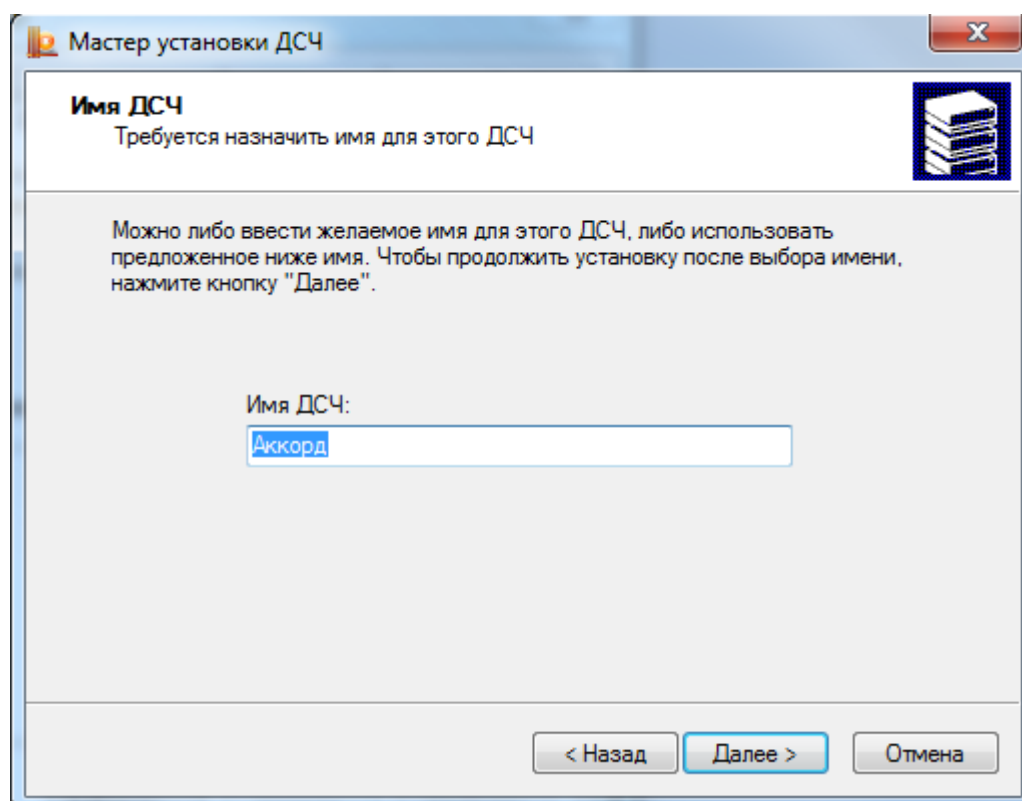 Мастер установки ДСЧ
Имя ДСЧ
Требуется назначить имя для этого ДСЧ
Можно либо ввести желаемое имя для этого ДСЧ, либо использовать
предложенное ниже имя. Чтобы продолжить установку после выбора имени,
нажмите кнопку "Далее".
Имя ДСЧ:
Аккорд
< Назад
Далее >
Отмена